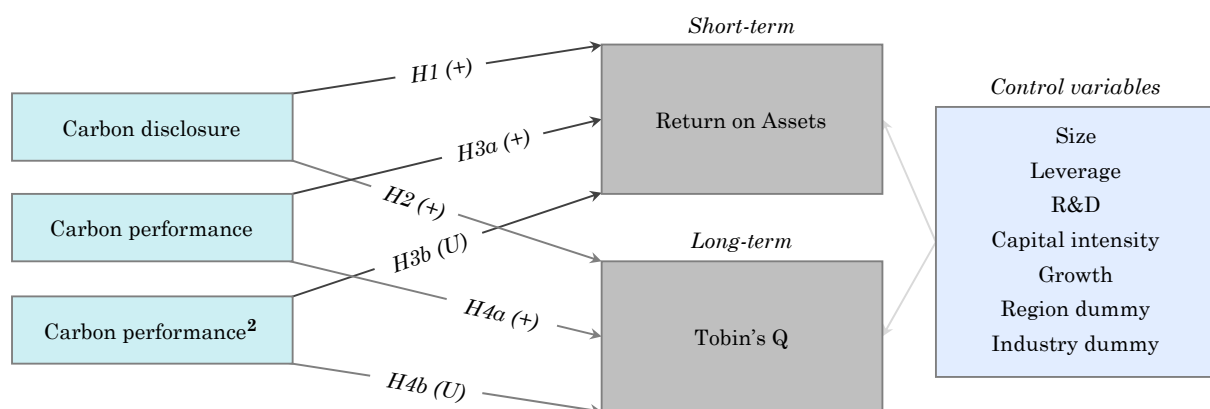 Short-term
Control variables
H1 (+)
Carbon disclosure
Return on Assets
Size
Leverage
R&D
Capital intensity
Growth
Region dummy
Industry dummy
H3a (+)
H2 (+)
Carbon performance
H3b (U)
Long-term
H4a (+)
Carbon performance²
Tobin’s Q
H4b (U)